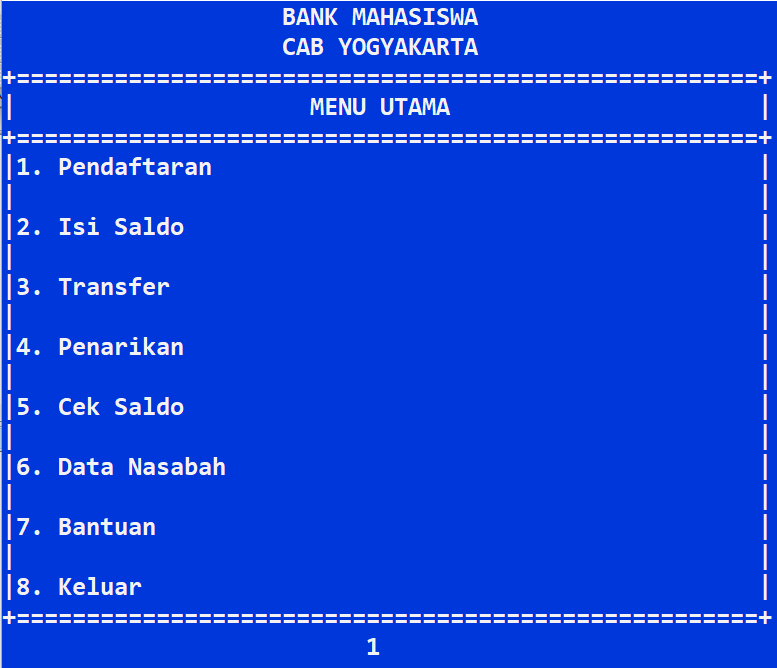 BANK MAHASISWA
CAB YOGYAKARTA
+=====================================================+
| MENU UTAMA |
+=====================================================+
|1. Pendaftaran |
| |
|2. Isi Saldo |
| |
|3. Transfer |
| |
|4. Penarikan |
| |
|5. Cek Saldo |
| |
|6. Data Nasabah |
| |
|7. Bantuan |
| |
|8. Keluar |
+=====================================================+
1